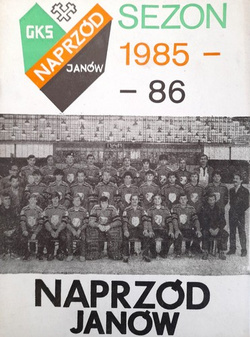 GKS
NAPRZÓD
JANÓW
SEZON
1985 -
- 86
NAPRZÓD
JANÓW